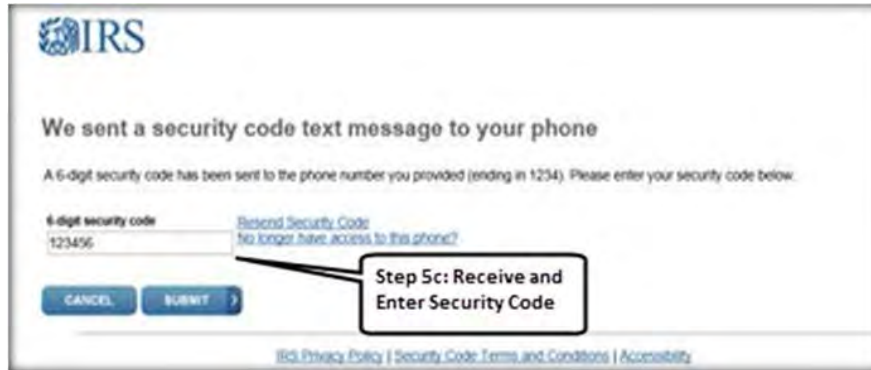 IRS
We sent a security code text message to your phone
A 6-digit security code has been sent to the phone number you provided (ending in 1234). Please enter your security code below.
6-digit security code
Resend Security Code
123456
No longer have access to this phone?
Step 5c: Receive and
Enter Security Code
CANCEL
SUBMIT
IRS Privacy Policy | Security Code Terms and Conditions | Accessibility